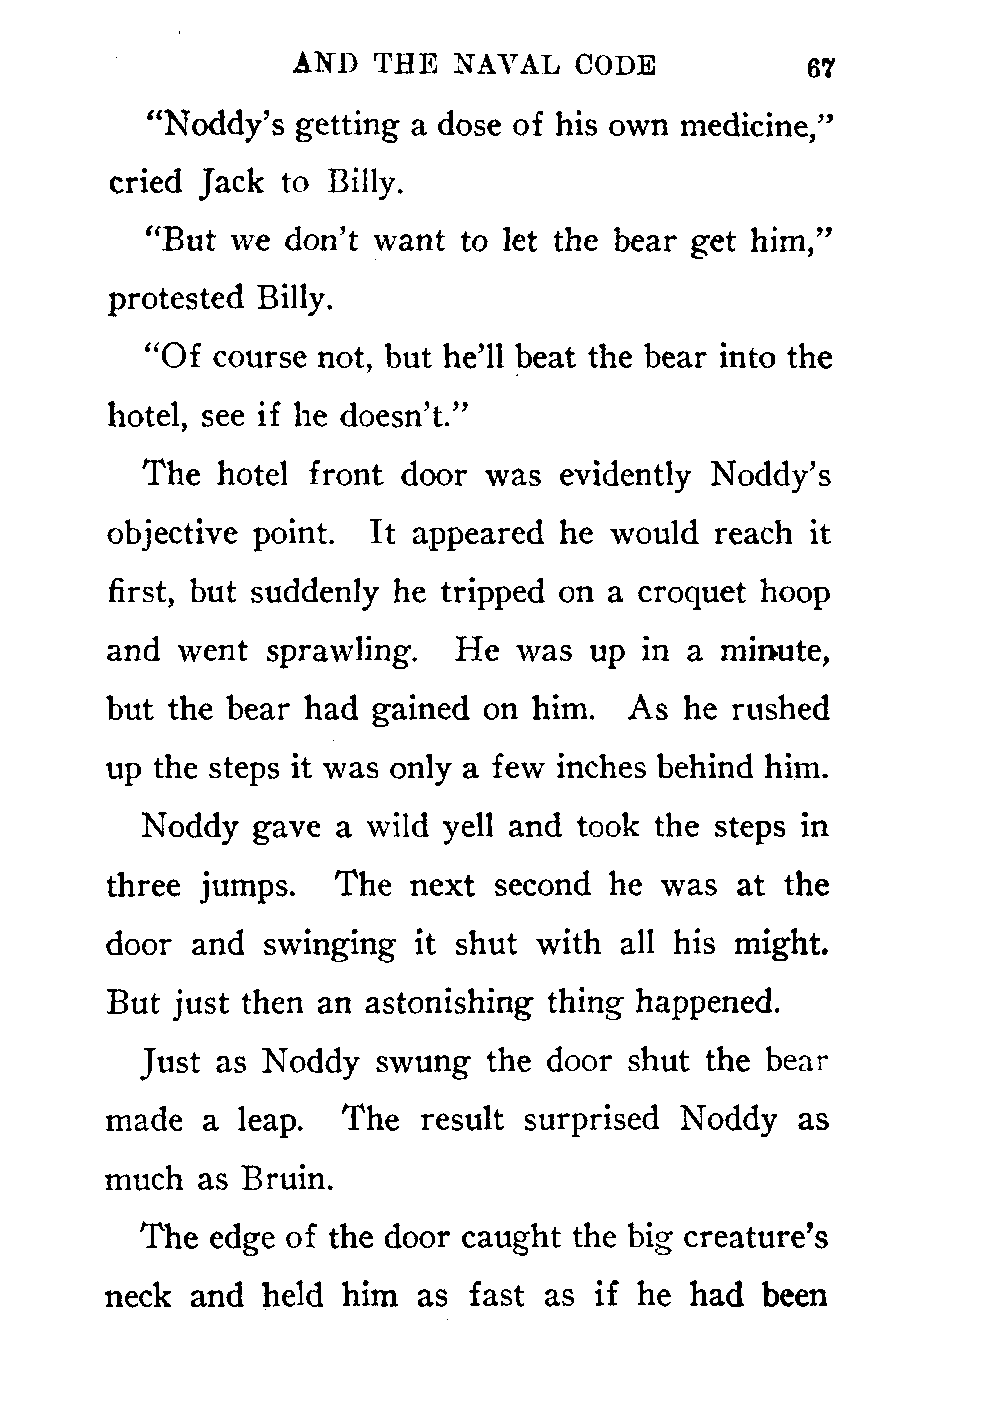 AND THE NAVAL CODE 67
“Noddy’s getting a dose of his own medicine,”
cried Jack to Billy.
“But we don’t want to let the bear get him,”
protested Billy.
“Of course not, but he’ll beat the bear into the
hotel, see if he doesn’t.”
The hotel front door was evidently Noddy’s
objective point. It appeared he would reach it
first, but suddenly he tripped on a croquet hoop
and went sprawling. He was up in a minute,
but the bear had gained on him. As he rushed
up the steps it was only a few inches behind him.
Noddy gave a wild yell and took the steps in
three jumps. The next second he was at the
door and swinging it shut with all his might.
But just then an astonishing thing happened.
Just as Noddy swung the door shut the bear
made a leap. The result surprised Noddy as
much as Bruin.
The edge of the door caught the big creature’s
neck and held him as fast as if he had been